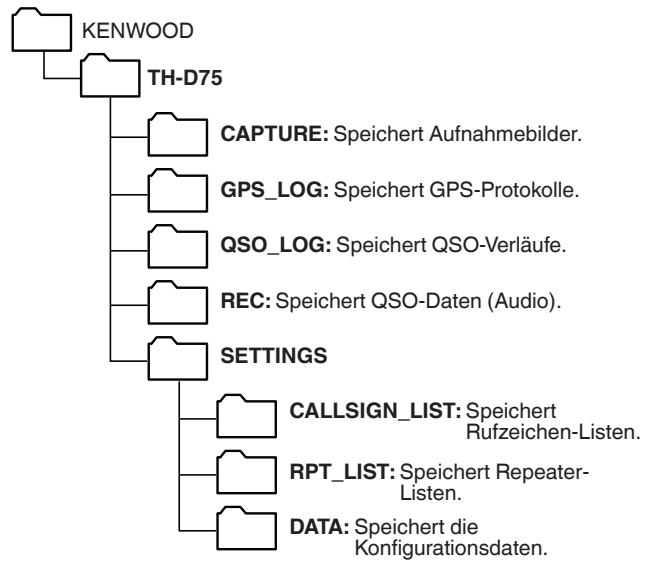 KENWOOD
TH-D75
CAPTURE: Speichert Aufnahmebilder.
GPS_LOG: Speichert GPS-Protokolle.
QSO_LOG: Speichert QSO-Verläufe.
REC: Speichert QSO-Daten (Audio).
SETTINGS
CALLSIGN_LIST: Speichert
Rufzeichen-Listen.
RPT_LIST: Speichert Repeater-
Listen.
DATA: Speichert die
Konfigurationsdaten.